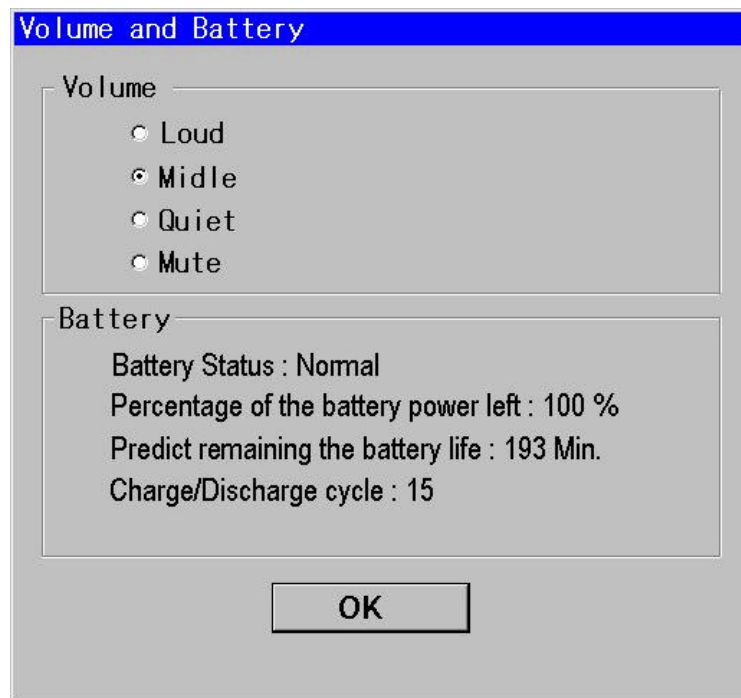 Volume and Battery
Volume
Loud
Midle
Quiet
Mute
Battery
Battery Status : Normal
Percentage of the battery power left : 100 %
Predict remaining the battery life : 193 Min.
Charge/Discharge cycle : 15
OK